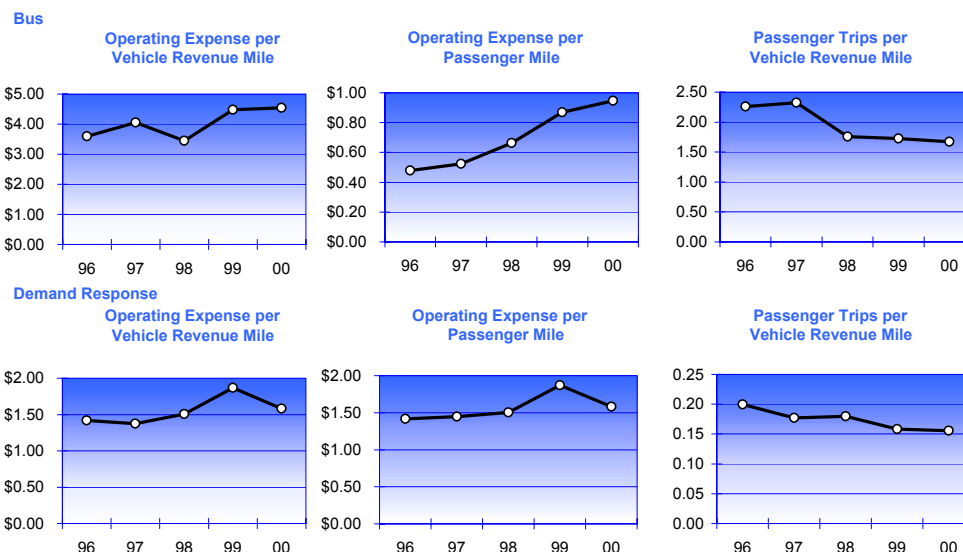 Bus
Operating Expense per
Vehicle Revenue Mile
$5.00
$4.00
$3.00
$2.00
$1.00
$0.00
96 97 98 99 00
Operating Expense per
Passenger Mile
$1.00
$0.80
$0.60
$0.40
$0.20
$0.00
96 97 98 99 00
Passenger Trips per
Vehicle Revenue Mile
2.50
2.00
1.50
1.00
0.50
0.00
96 97 98 99 00
Demand Response
Operating Expense per
Vehicle Revenue Mile
$2.00
$1.50
$1.00
$0.50
$0.00
96 97 98 99 00
Operating Expense per
Passenger Mile
$2.00
$1.50
$1.00
$0.50
$0.00
96 97 98 99 00
Passenger Trips per
Vehicle Revenue Mile
0.25
0.20
0.15
0.10
0.05
0.00
96 97 98 99 00